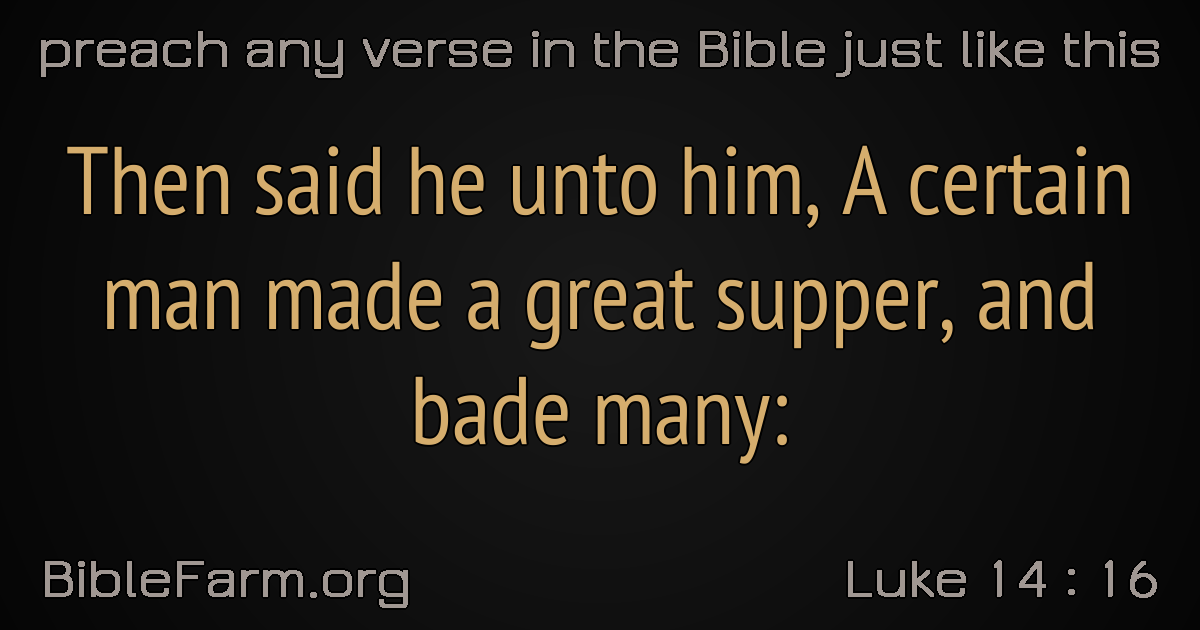 preach any verse in the Bible just like this
Then said he unto him, A certain
man made a great supper, and
bade many:
BibleFarm.org
Luke 14 : 16